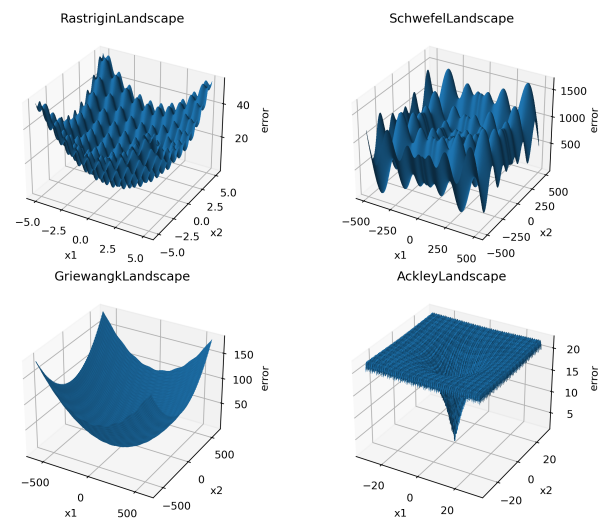 RastriginLandscape
SchwefelLandscape
40
20
error
−5.0
−2.5
0.0
2.5
5.0
x1
−5.0
−2.5
0.0
2.5
5.0
x2
1500
1000
500
error
−500
−250
0
250
500
x1
−500
−250
0
250
500
x2
GriewangkLandscape
AckleyLandscape
150
100
50
error
−500
0
500
x1
−500
0
500
x2
20
15
10
5
error
−20
0
20
x1
−20
0
20
x2